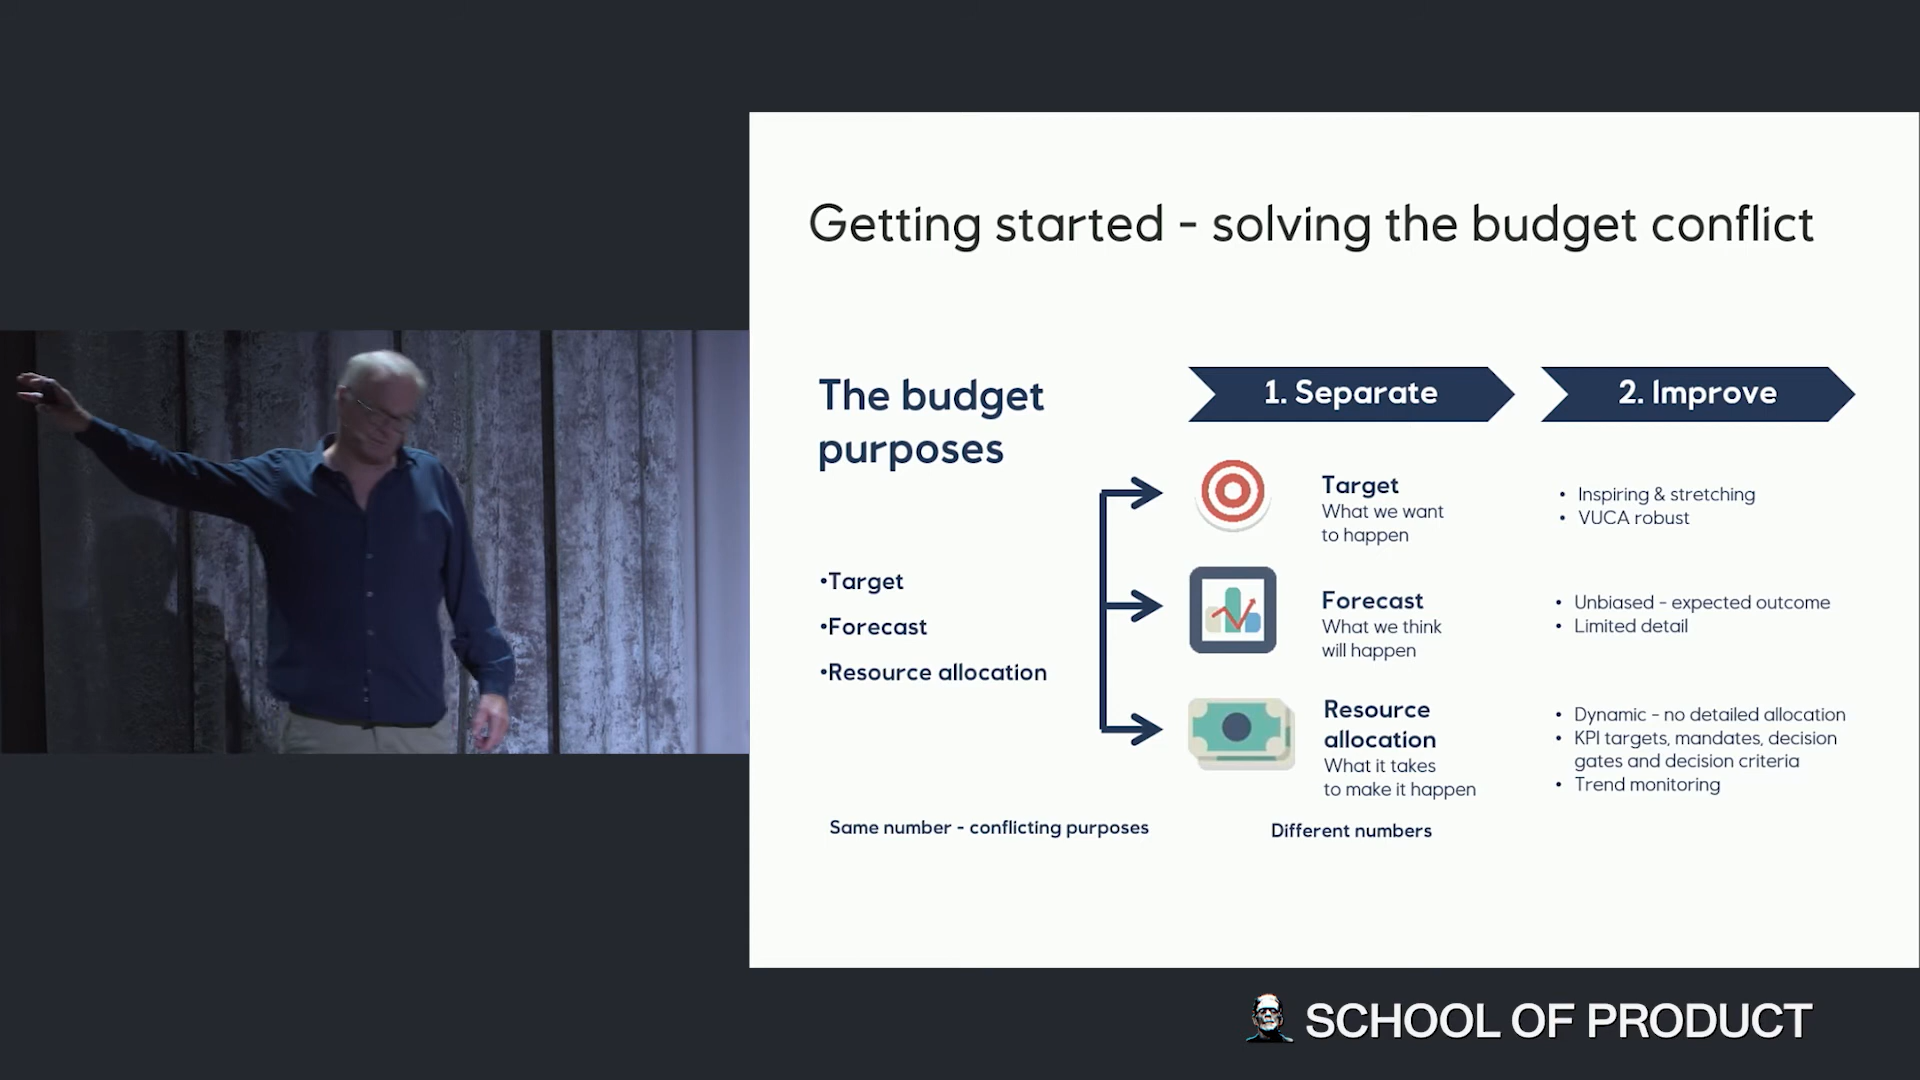 Getting started - solving the budget conflict
The budget
purposes
•Target
•Forecast
•Resource allocation
Same number - conflicting purposes
1. Separate
Target
What we want
to happen
Forecast
What we think
will happen
Resource
allocation
What it takes
to make it happen
Different numbers
2. Improve
• Inspiring & stretching
• VUCA robust
• Unbiased - expected outcome
• Limited detail
• Dynamic - no detailed allocation
• KPI targets, mandates, decision
gates and decision criteria
• Trend monitoring
SCHOOL OF PRODUCT